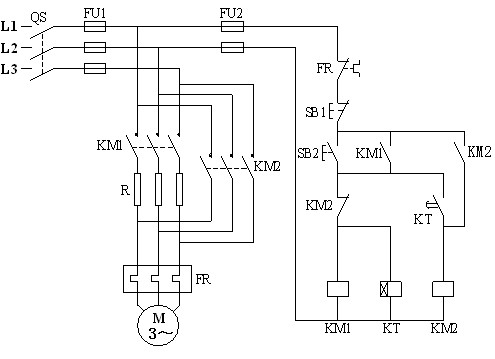 QS FU1 FU2
L1
L2
L3
FR
SB1
KM1 SB2 KM1 KM2
KM2
R KM2 KT
FR
M
3~
KM1 KT KM2